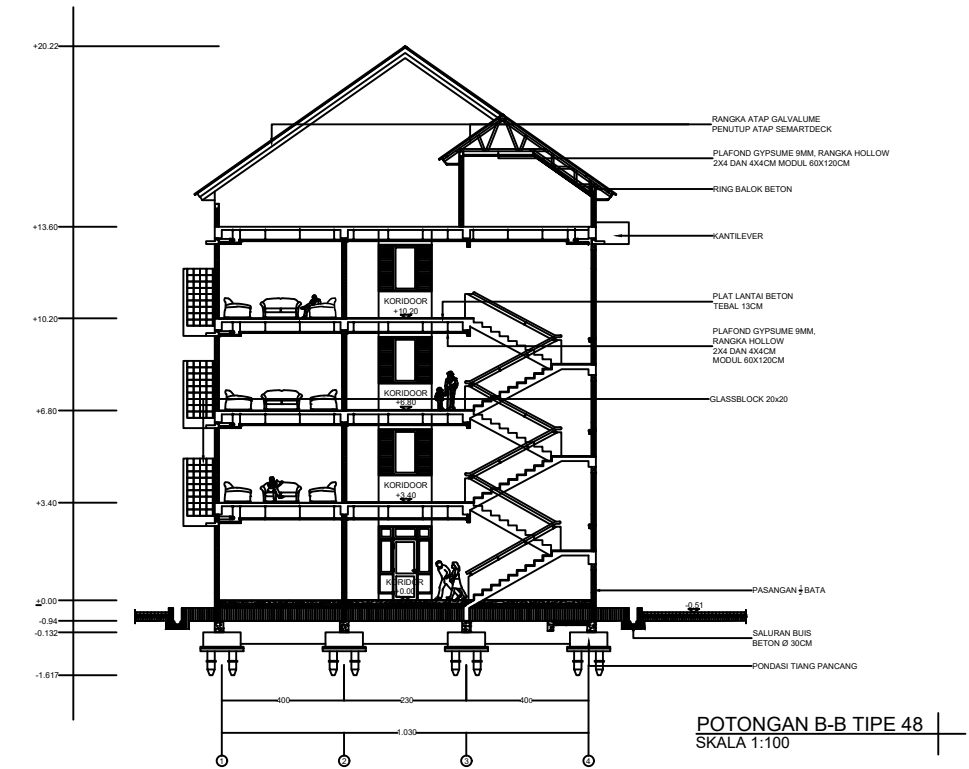 +20.22
RANGKA ATAP GALVALUME
PENUTUP ATAP SEMARTDECK
PLAFOND GYPSUME 9MM, RANGKA HOLLOW
2X4 DAN 4X4CM MODUL 60X120CM
RING BALOK BETON
+13.60
KANTILEVER
KORIDOOR
+10.20
+10.20
PLAT LANTAI BETON
TEBAL 13CM
PLAFOND GYPSUME 9MM,
RANGKA HOLLOW
2X4 DAN 4X4CM
MODUL 60X120CM
KORIDOOR
+6.80
+6.80
GLASSBLOCK 20x20
KORIDOOR
+3.40
+3.40
KORIDOR
+0.00
PASANGAN ½ BATA
+0.00
-0.51
-0.94
-0.132
SALURAN BUIS
BETON Ø 30CM
PONDASI TIANG PANCANG
-1.617
400
230
400
1.030
1
2
3
4
POTONGAN B-B TIPE 48
SKALA 1:100